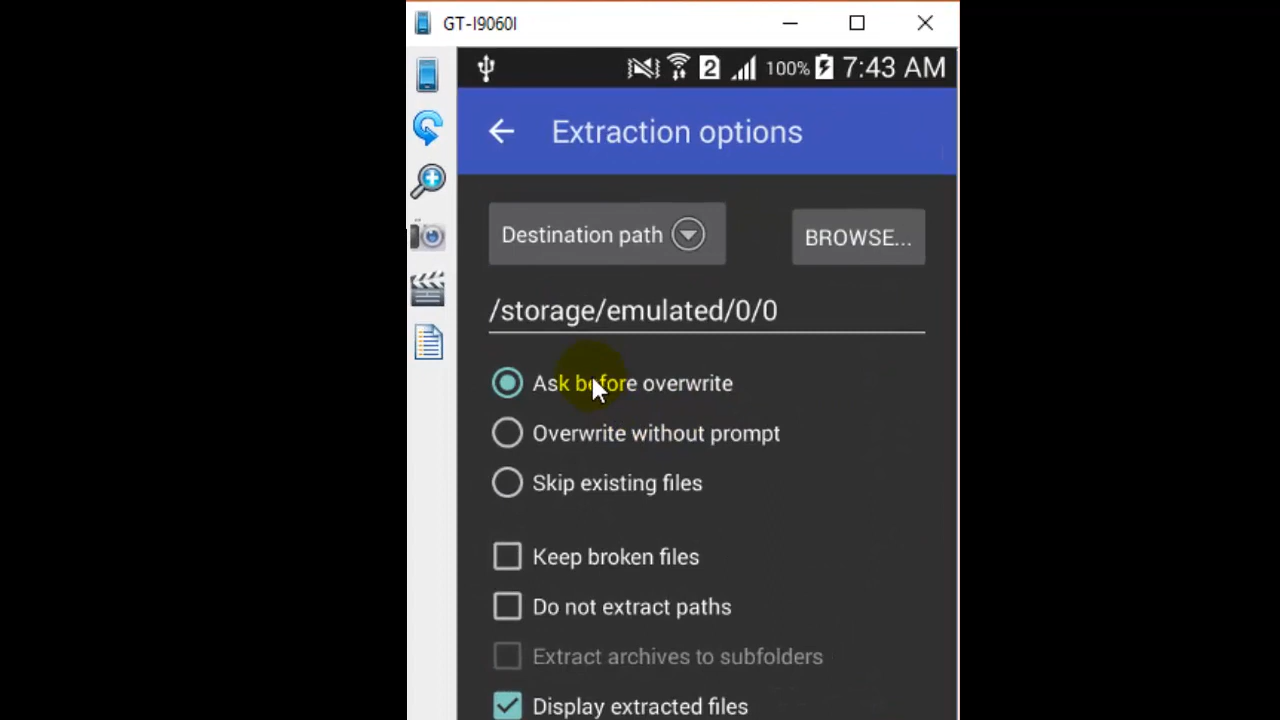 GT-I9060I
2 100% 7:43 AM
Extraction options
Destination path
BROWSE...
/storage/emulated/0/0
Ask before overwrite
Overwrite without prompt
Skip existing files
Keep broken files
Do not extract paths
Extract archives to subfolders
Display extracted files